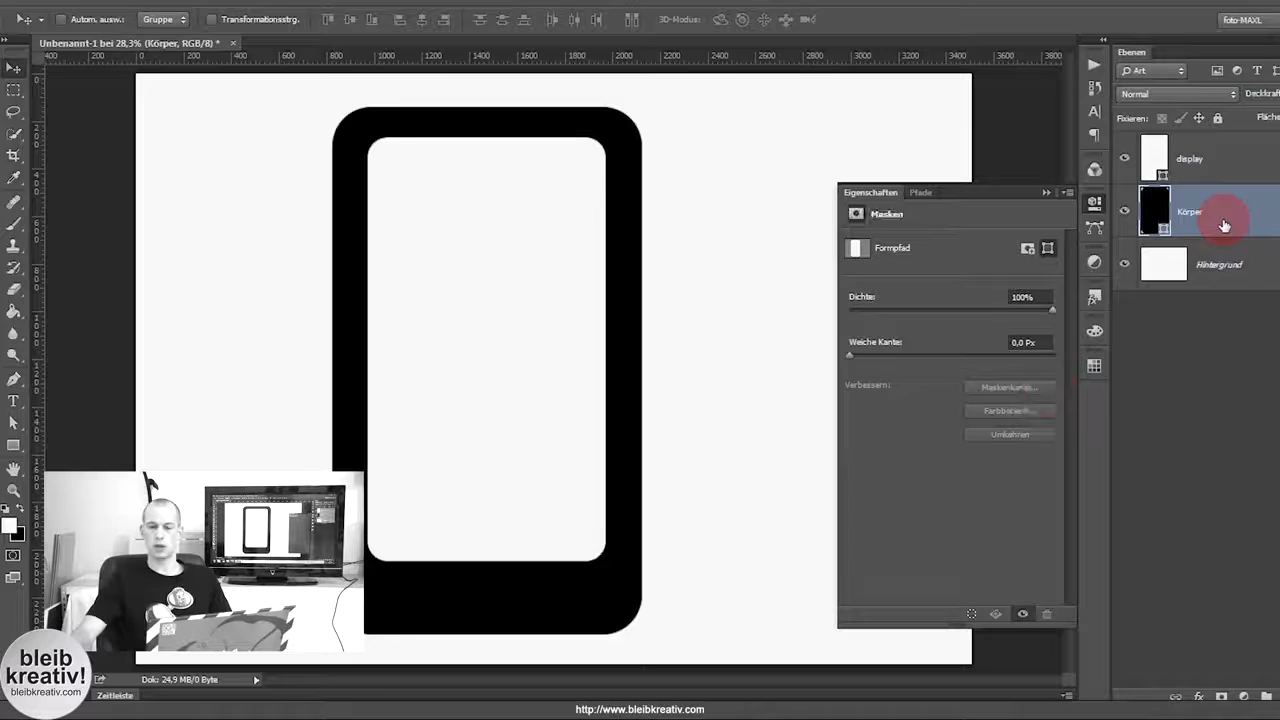 Autom. ausw.:
Gruppe
Transformationsstrg.
3D-Modus:
foto-MAXL
Unbenannt-1 bei 28,3% (Körper, RGB/8) *
Ebenen
Art
Normal
Deckkraf
Fixieren:
Fläche
display
Körper
Hintergrund
Eigenschaften
Pfade
Masken
Formpfad
Dichte:
100%
Weiche Kante:
0,0 Px
Verbessern:
Maskenkante...
Farbbereich...
Umkehren
bleib
kreativ!
bleibkreativ.com
Dok: 24,9 MB/0 Byte
Zeitleiste
http://www.bleibkreativ.com